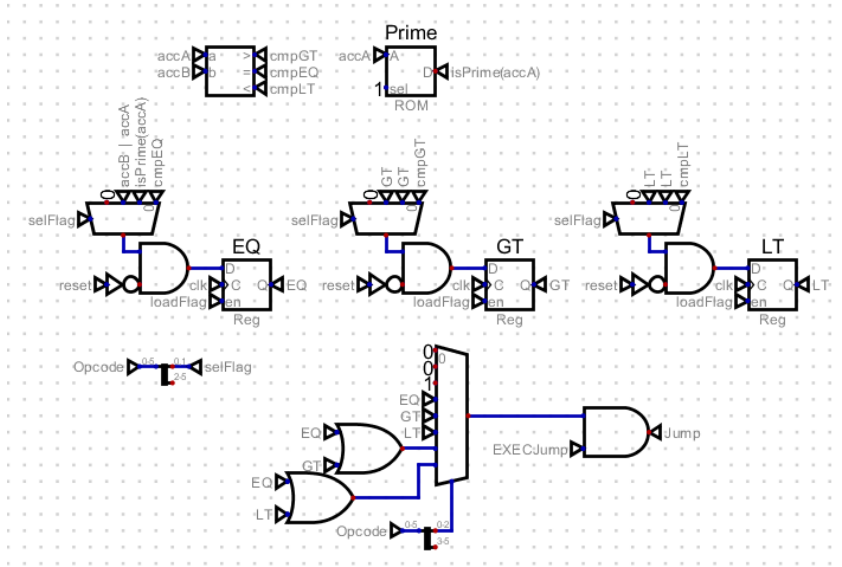 Prime
accA a > cmpGT
accB b = cmpEQ
< cmpLT
accA A
D isPrime(accA)
1 sel
ROM
0 accB | accA isPrime(accA) cmpEQ
0 GT GT cmpGT
0 LT LT cmpLT
selFlag 0
selFlag 0
selFlag 0
EQ
GT
LT
reset D
clk C Q EQ
loadFlag en
Reg
reset D
clk C Q GT
loadFlag en
Reg
reset D
clk C Q LT
loadFlag en
Reg
Opcode 0-5 0,1 selFlag
2-5
0 0
0
1
EQ
GT
LT
EQ
GT
EQ
LT
EXECJump
Jump
Opcode 0-5 0-2
3-5